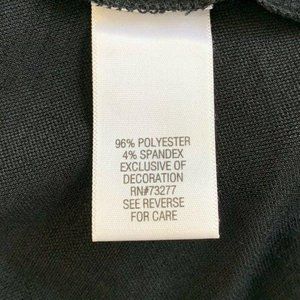 96% POLYESTER
4% SPANDEX
EXCLUSIVE OF
DECORATION
RN#73277
SEE REVERSE
FOR CARE